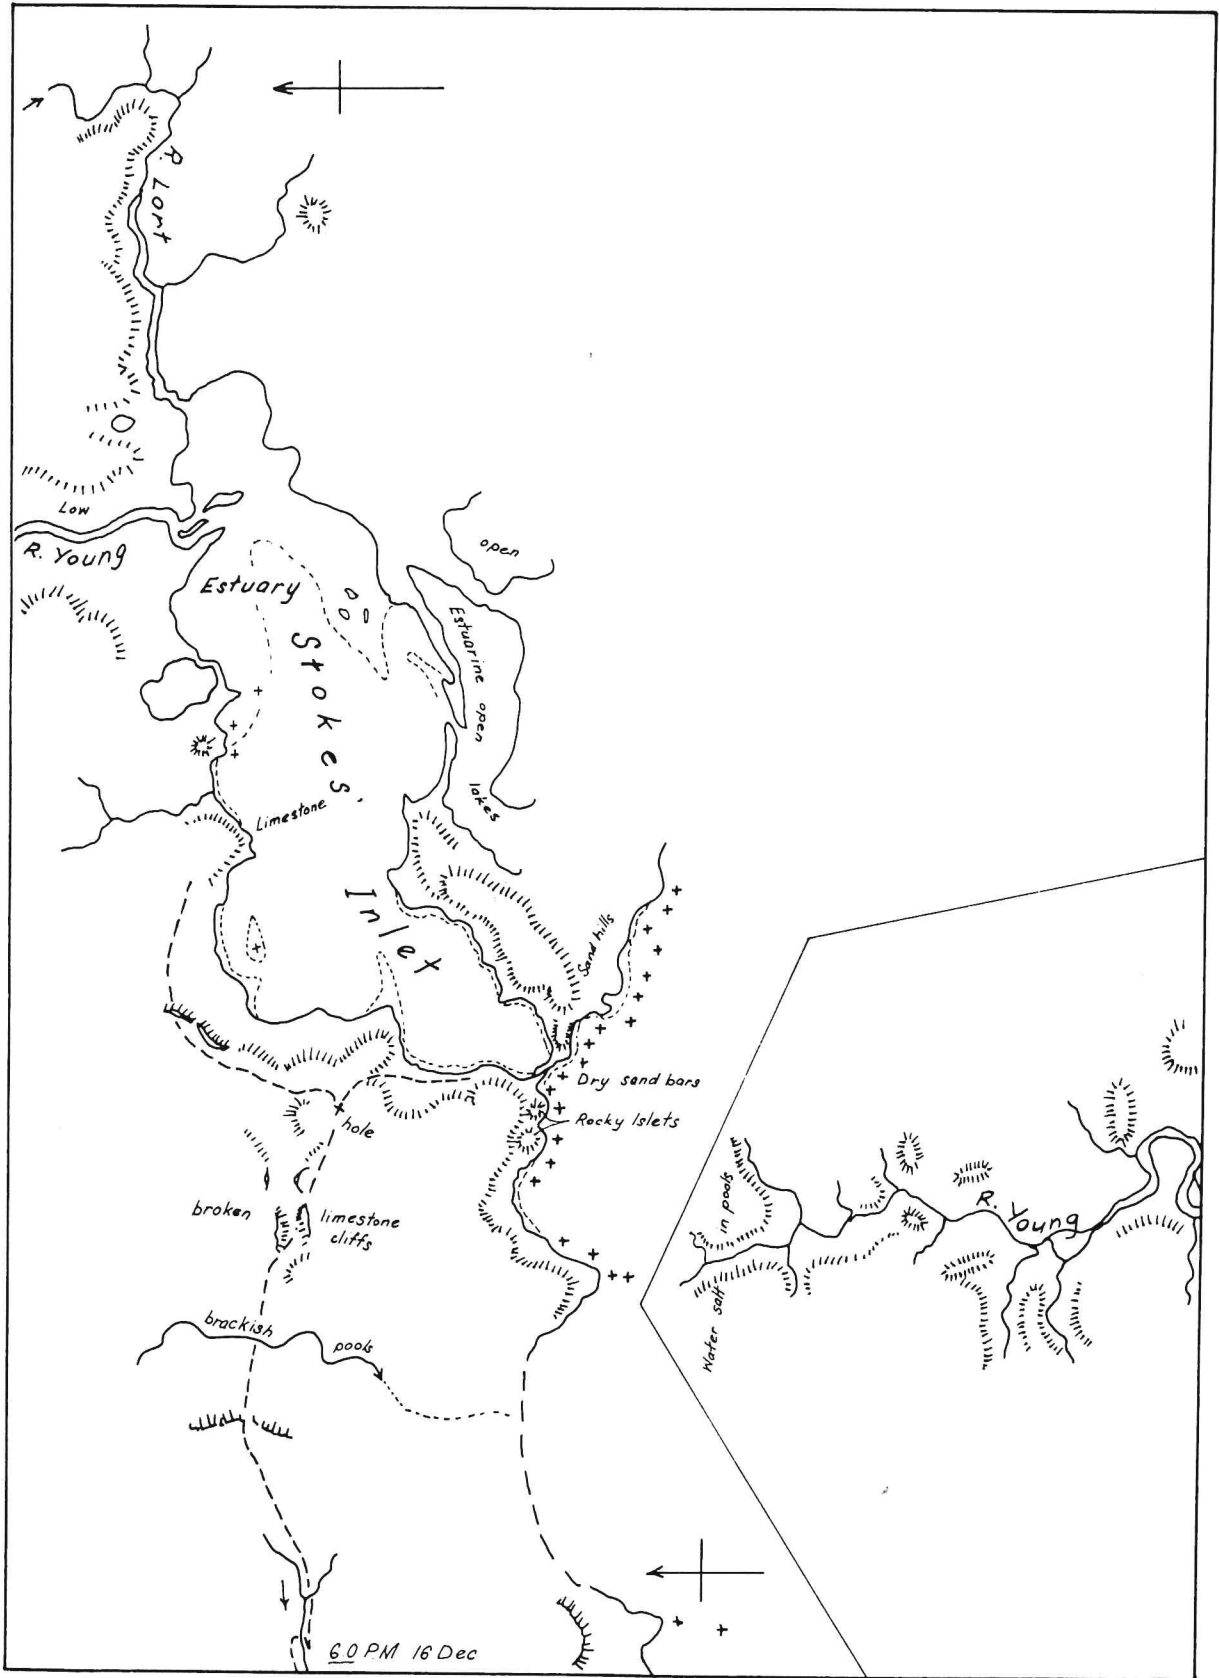 R. Lort
Low
R. Young
open
Estuary
Estuarine open
lakes
Stokes'
Limestone
Inlet
Sand hills
Dry sand bars
hole
Rocky Islets
broken
limestone
cliffs
in pools
R. Young
Water salt
brackish
pools
6.0 P.M 16 Dec